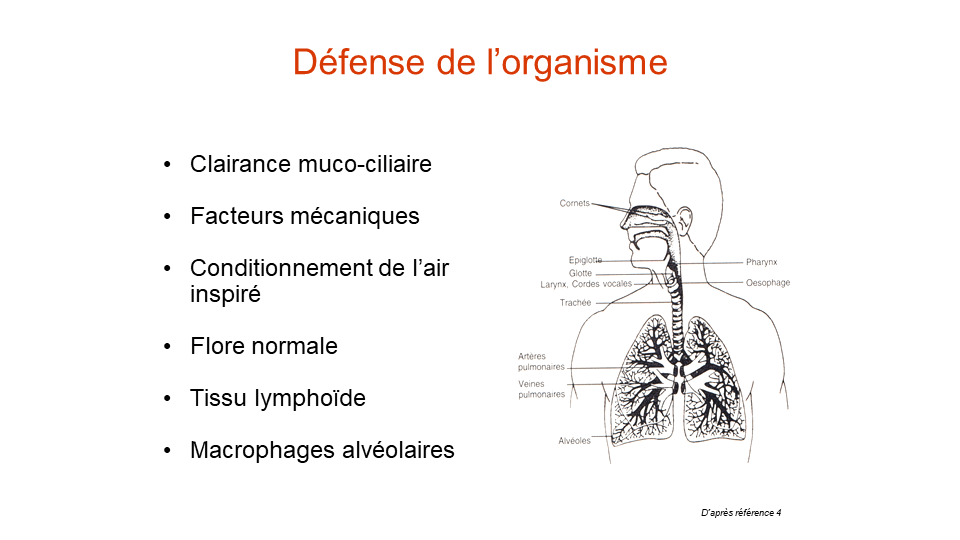 Défense de l’organisme
• Clairance muco-ciliaire
• Facteurs mécaniques
• Conditionnement de l’air
inspiré
• Flore normale
• Tissu lymphoïde
• Macrophages alvéolaires
Cornets
Epiglotte
Glotte
Larynx, Cordes vocales
Trachée
Pharynx
Oesophage
Artères
pulmonaires
Veines
pulmonaires
Alvéoles
D’après référence 4